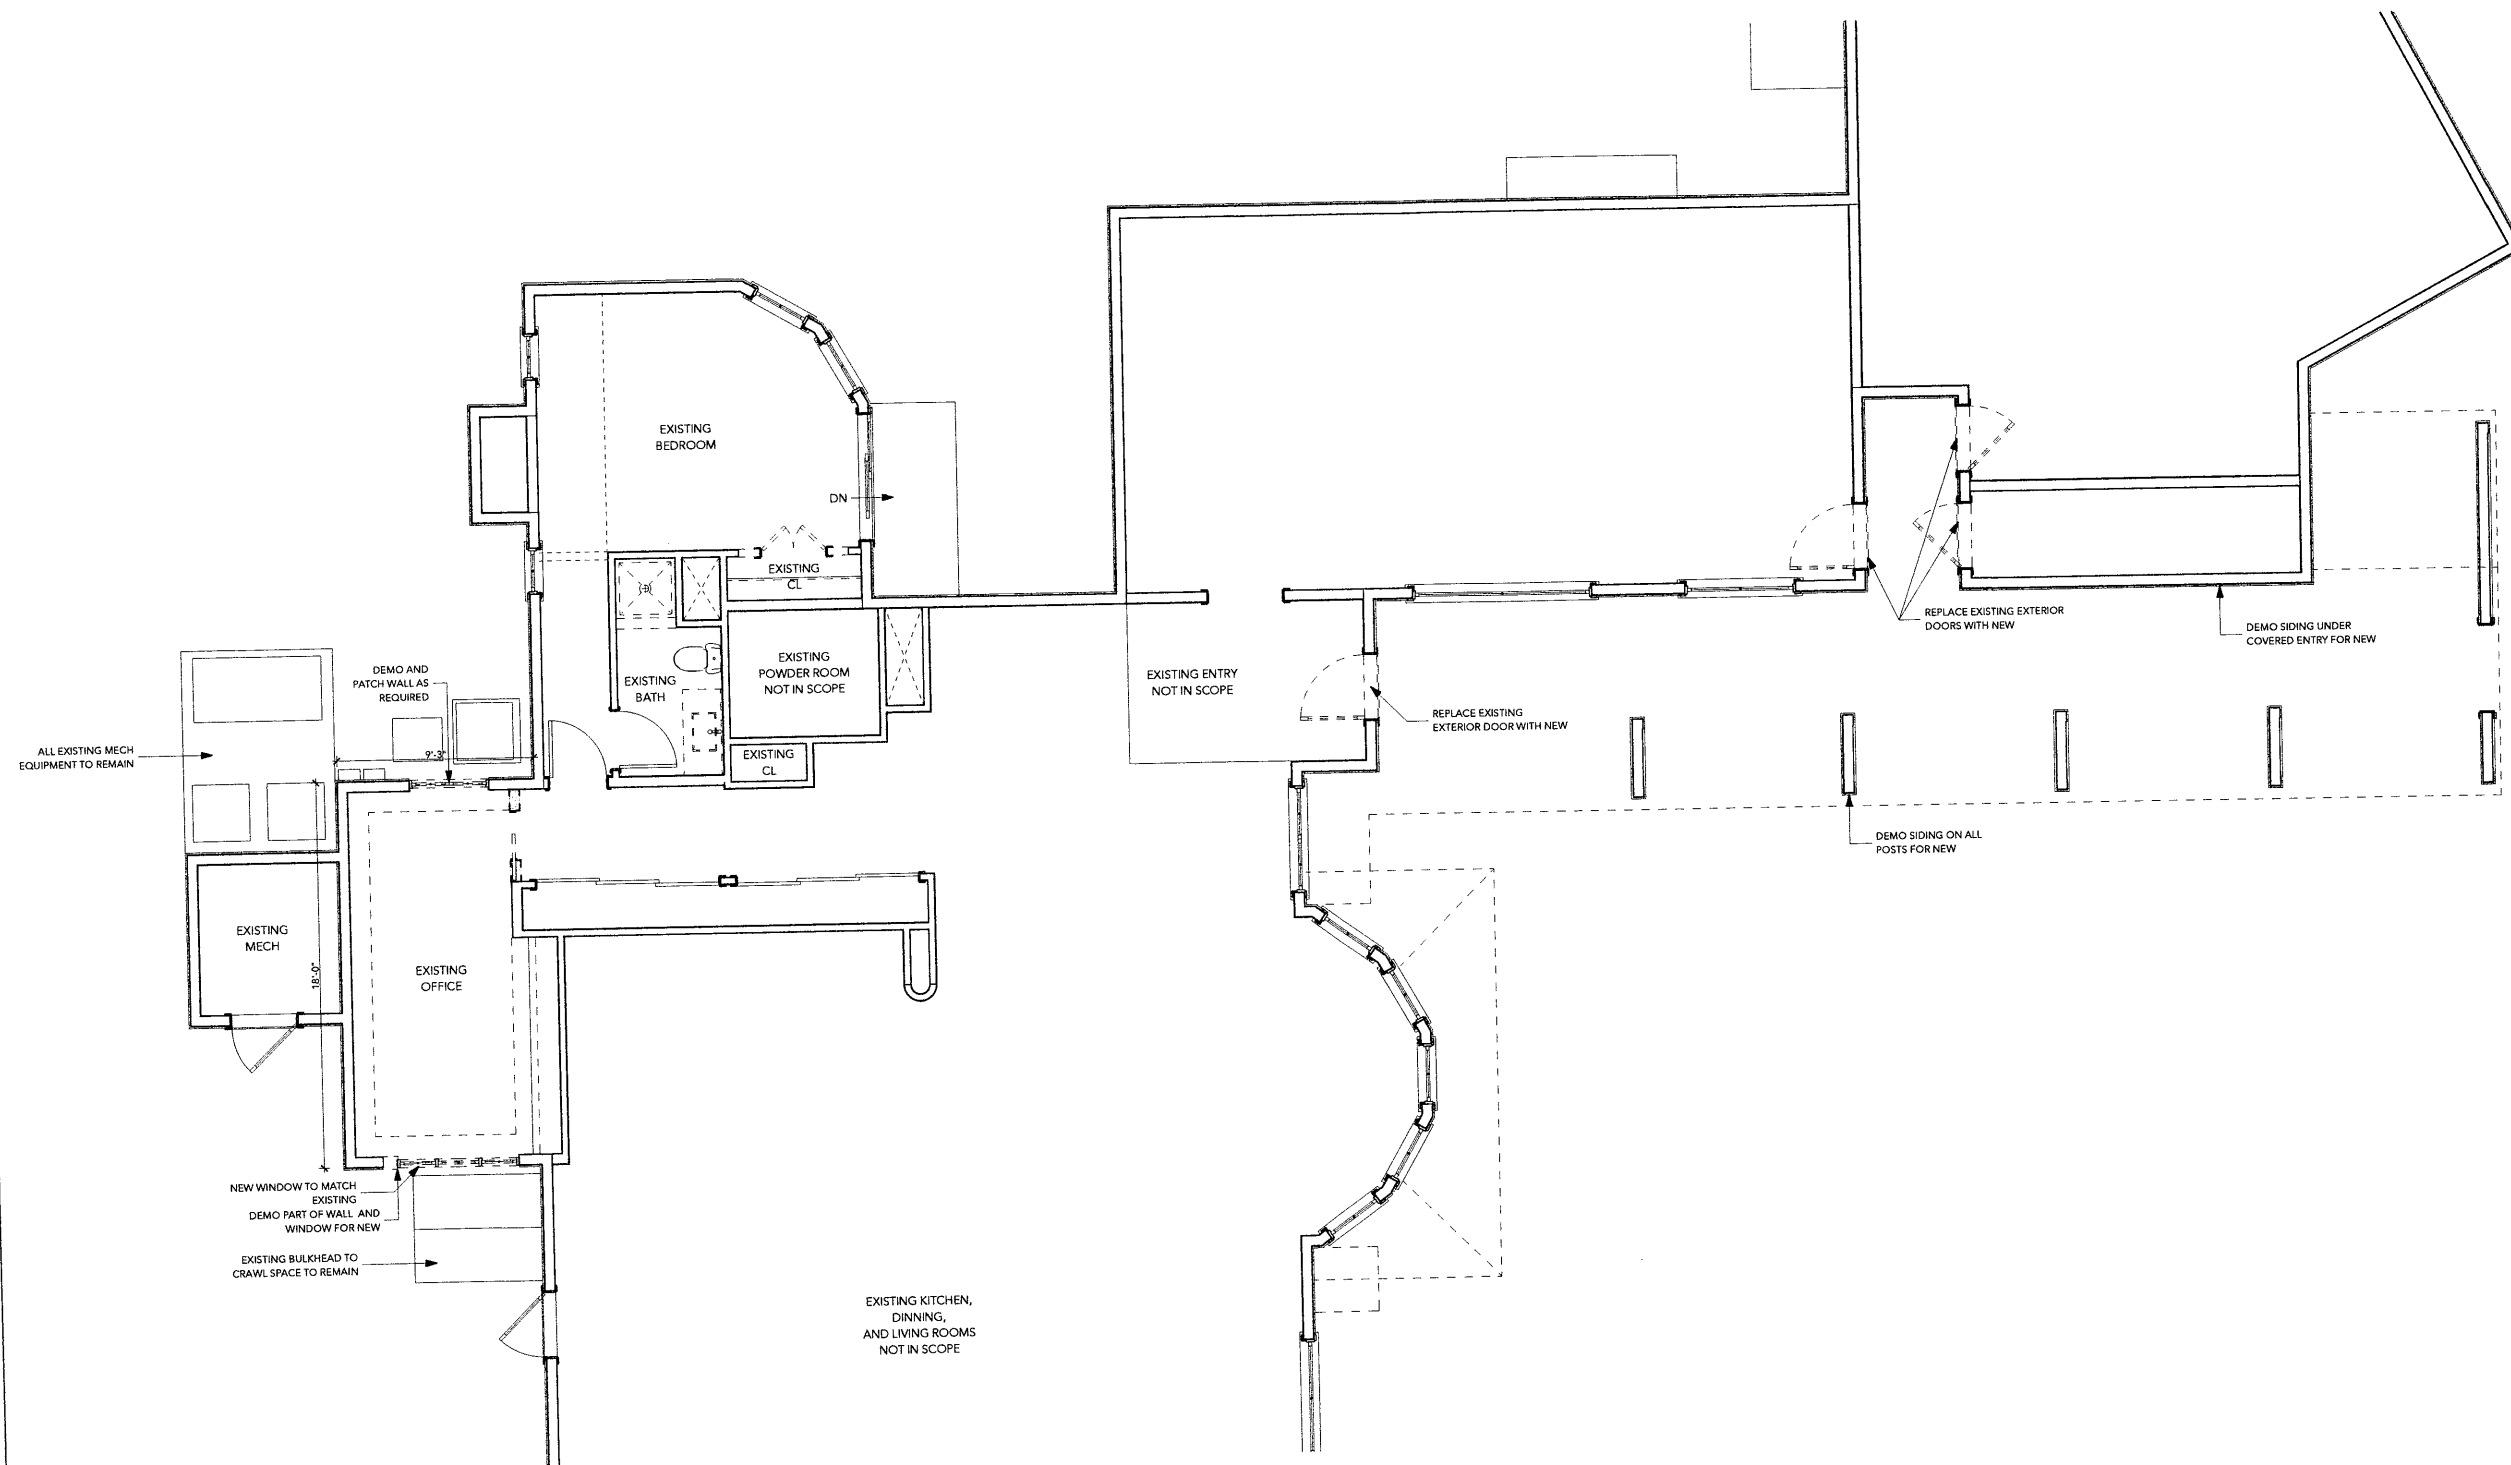 EXISTING
BEDROOM
DN
EXISTING
CL
REPLACE EXISTING EXTERIOR
DOORS WITH NEW
DEMO SIDING UNDER
COVERED ENTRY FOR NEW
DEMO AND
PATCH WALL AS
REQUIRED
EXISTING
BATH
EXISTING
POWDER ROOM
NOT IN SCOPE
EXISTING ENTRY
NOT IN SCOPE
REPLACE EXISTING
EXTERIOR DOOR WITH NEW
ALL EXISTING MECH
EQUIPMENT TO REMAIN
9'-3"
EXISTING
CL
DEMO SIDING ON ALL
POSTS FOR NEW
EXISTING
MECH
18'-0"
EXISTING
OFFICE
NEW WINDOW TO MATCH
EXISTING
DEMO PART OF WALL AND
WINDOW FOR NEW
EXISTING BULKHEAD TO
CRAWL SPACE TO REMAIN
EXISTING KITCHEN,
DINNING,
AND LIVING ROOMS
NOT IN SCOPE